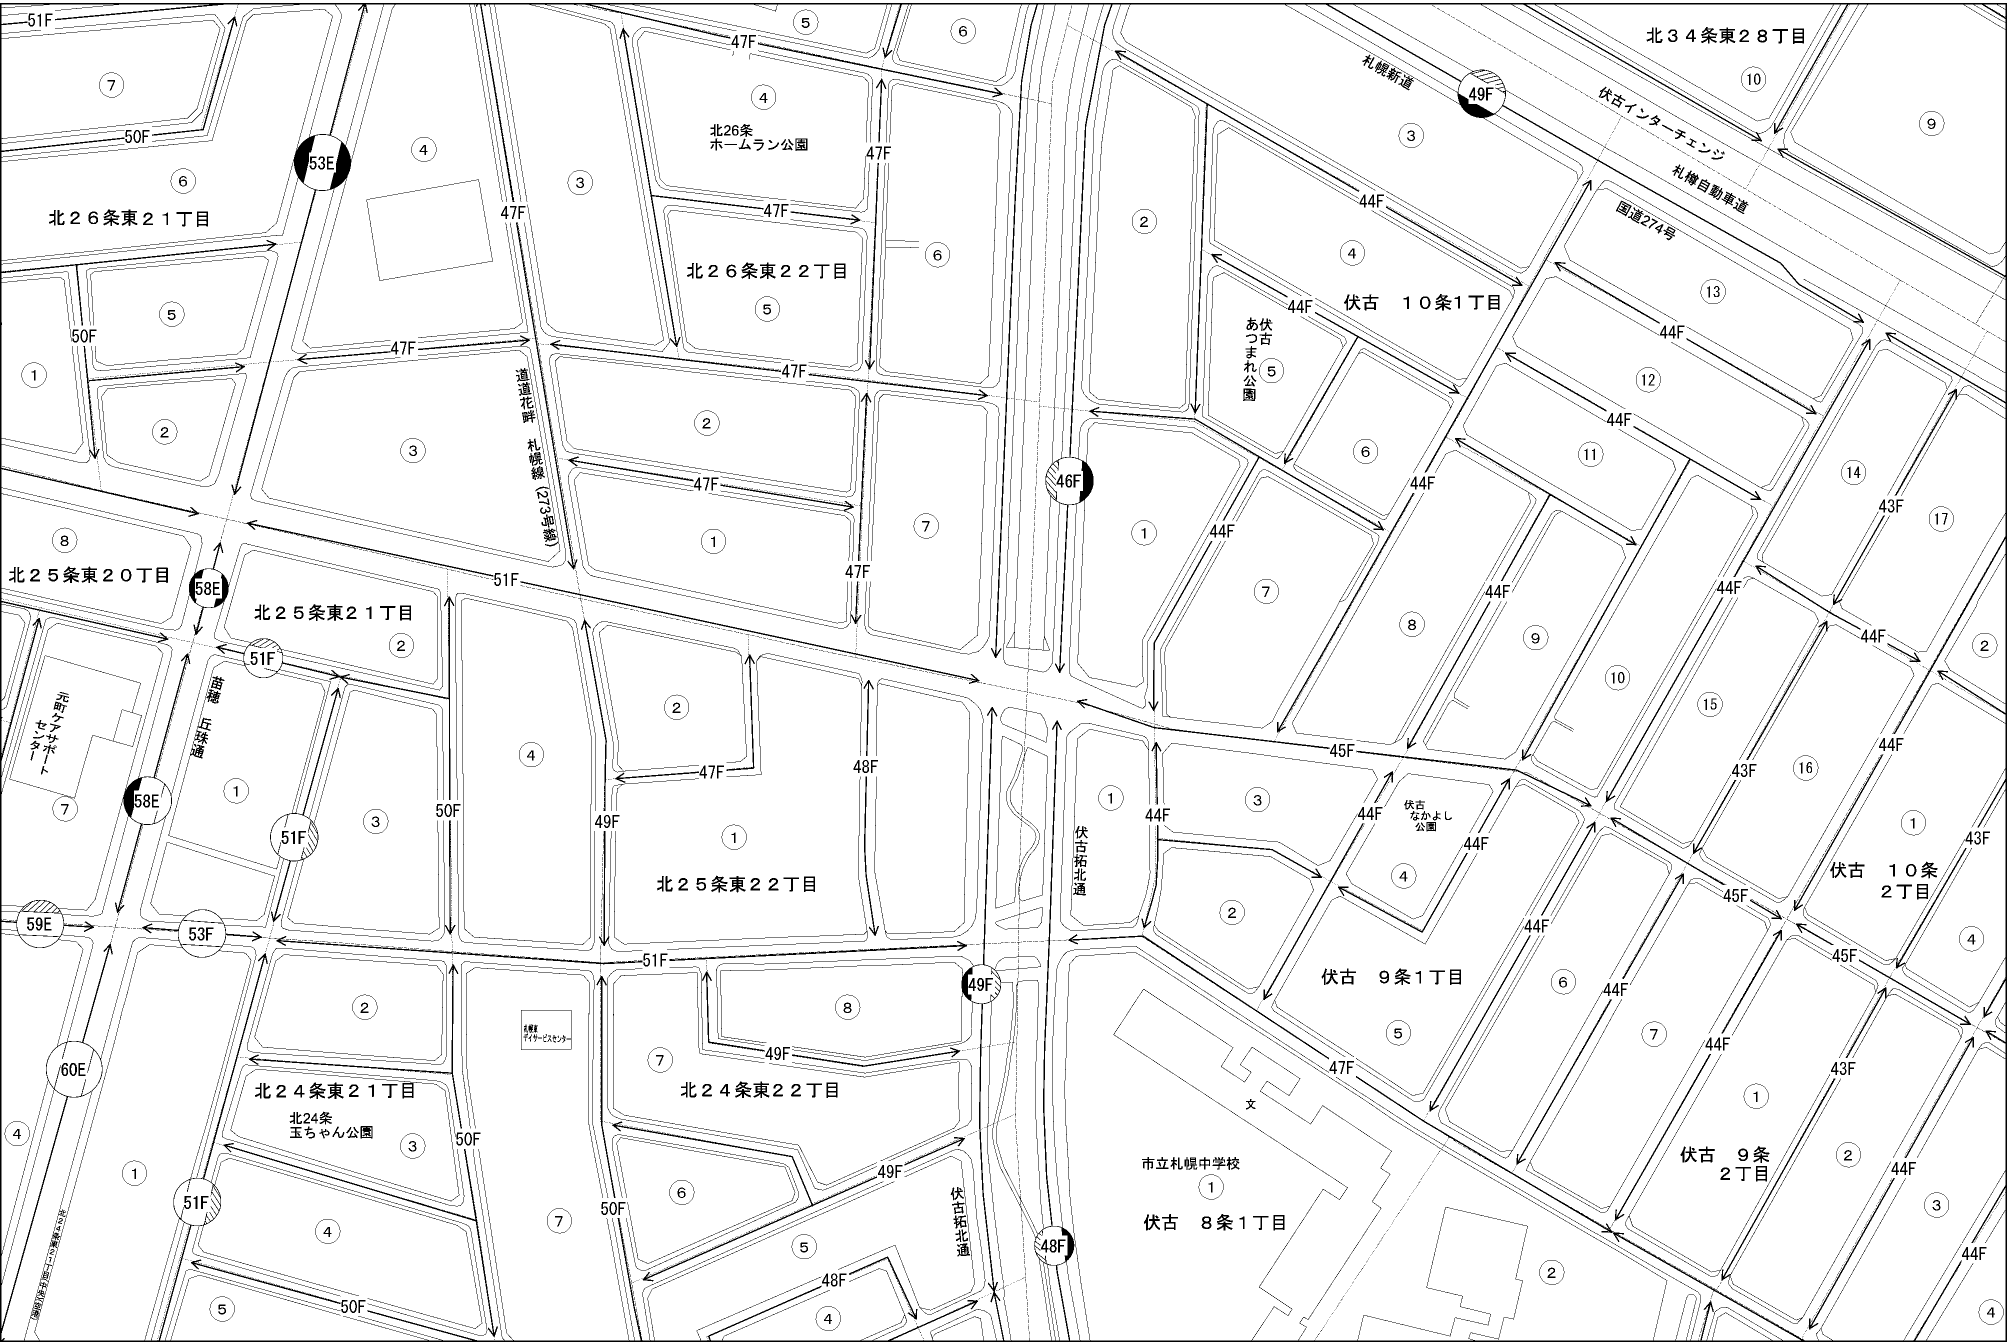 51F
47F
⑤
⑥
北３４条東２８丁目
⑩
⑨
⑦
50F
53E
④
④
北26条
ホームラン公園
47F
札幌新道
49F
伏古インターチェンジ
札樽自動車道
国道274号
③
⑥
北２６条東２１丁目
③
47F
47F
44F
②
④
⑬
北２６条東２２丁目
⑥
⑤
伏古　１０条１丁目
⑤
50F
①
47F
47F
44F
伏古
あつまれ公園
⑤
44F
⑫
道道花畔　札幌線（273号線）
②
②
③
⑥
44F
⑪
⑭
47F
46F
44F
43F
⑰
⑧
北２５条東２０丁目
①
⑦
①
44F
51F
47F
58E
北２５条東２１丁目
②
⑦
44F
⑧
⑨
44F
44F
②
51F
元町ケアサポート
センター
苗穂　丘珠通
②
⑩
⑮
④
45F
44F
47F
48F
43F
⑯
⑦
58E
①
③
50F
49F
①
①
③
44F
44F
伏古
なかよし
公園
44F
①
43F
51F
伏古拓北通
④
伏古　１０条
２丁目
北２５条東２２丁目
②
45F
59E
53F
44F
④
51F
45F
49F
伏古　９条１丁目
⑥
44F
②
札幌東
デイサービスセンター
⑧
⑤
⑦
44F
49F
⑦
60E
47F
43F
北２４条東２１丁目
北24条
玉ちゃん公園
北２４条東２２丁目
文
①
④
③
50F
①
49F
市立札幌中学校
①
伏古　９条
２丁目
②
44F
⑥
51F
50F
伏古拓北通
伏古　８条１丁目
③
④
⑦
⑤
48F
44F
②
48F
⑤
50F
④
④